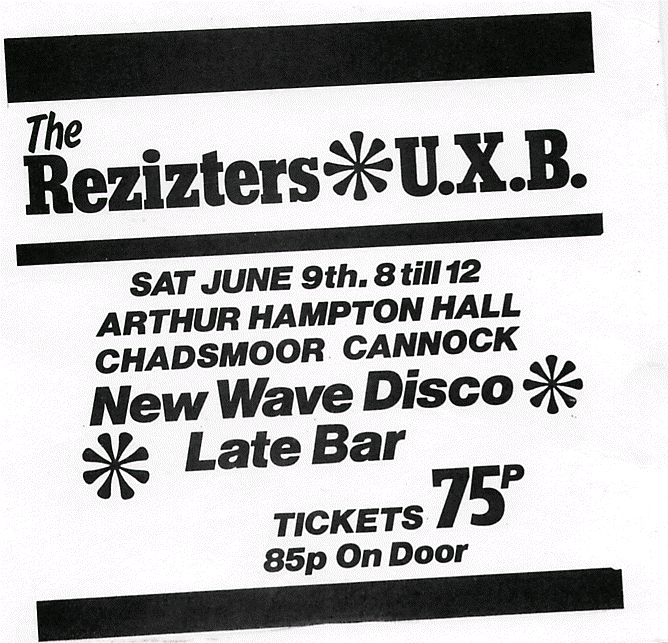 The
Rezizters U.X.B.
SAT JUNE 9th. 8 till 12
ARTHUR HAMPTON HALL
CHADSMOOR CANNOCK
New Wave Disco
Late Bar
TICKETS 75P
85p On Door